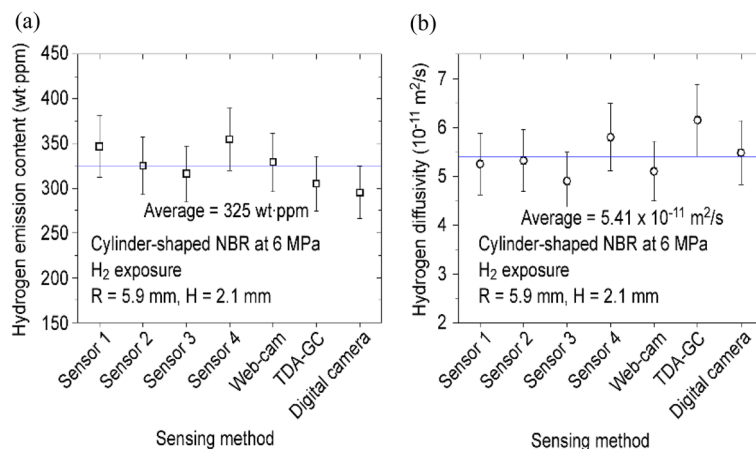 (a)
Hydrogen emission content (wt·ppm)
450
400
350
300
250
200
150
Average = 325 wt·ppm
Cylinder-shaped NBR at 6 MPa
H₂ exposure
R = 5.9 mm, H = 2.1 mm
Sensor 1
Sensor 2
Sensor 3
Sensor 4
Web-cam
TDA-GC
Digital camera
Sensing method
(b)
Hydrogen diffusivity (10⁻¹¹ m²/s)
7
6
5
4
3
2
Average = 5.41 x 10⁻¹¹ m²/s
Cylinder-shaped NBR at 6 MPa
H₂ exposure
R = 5.9 mm, H = 2.1 mm
Sensor 1
Sensor 2
Sensor 3
Sensor 4
Web-cam
TDA-GC
Digital camera
Sensing method